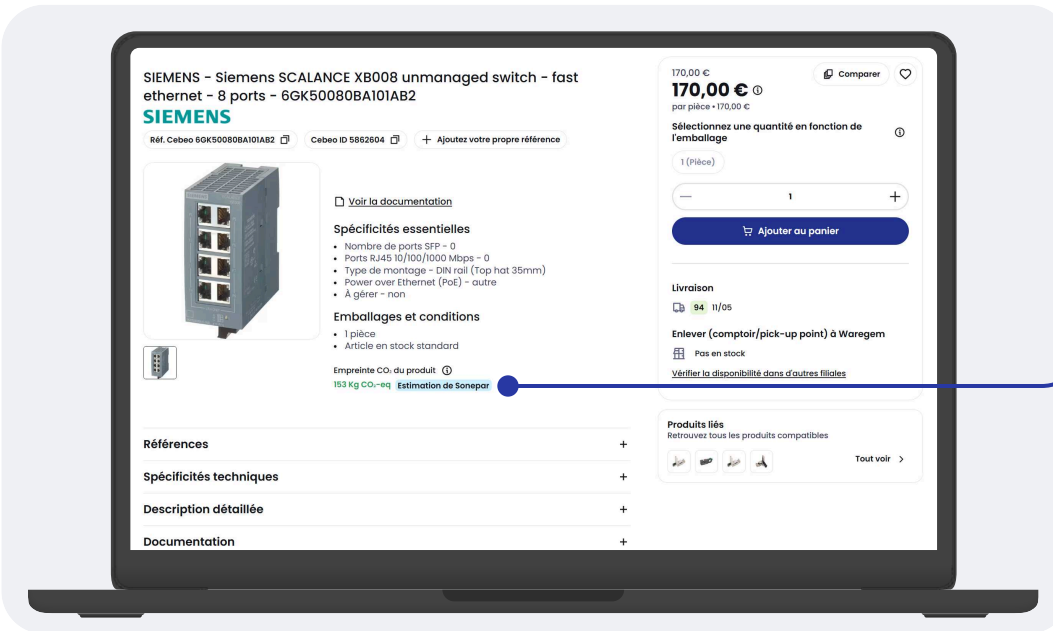 SIEMENS - Siemens SCALANCE XB008 unmanaged switch - fast
ethernet - 8 ports - 6GK50080BA101AB2
SIEMENS
Réf. Cebeo 6GK50080BA101AB2
Cebeo ID 5862604
+ Ajoutez votre propre référence
Voir la documentation
Spécificités essentielles
• Nombre de ports SFP - 0
• Ports RJ45 10/100/1000 Mbps - 0
• Type de montage - DIN rail (Top hat 35mm)
• Power over Ethernet (PoE) - autre
• À gérer - non
Emballages et conditions
• 1 pièce
• Article en stock standard
Empreinte CO₂ du produit
153 Kg CO₂-eq Estimation de Sonepar
Références +
Spécificités techniques +
Description détaillée +
Documentation +
170,00 €
Comparer
170,00 €
par pièce • 170,00 €
Sélectionnez une quantité en fonction de
l'emballage
1 (Pièce)
— 1 +
Ajouter au panier
Livraison
94 11/05
Enlever (comptoir/pick-up point) à Waregem
Pas en stock
Vérifier la disponibilité dans d'autres filiales
Produits liés
Retrouvez tous les produits compatibles
Tout voir >